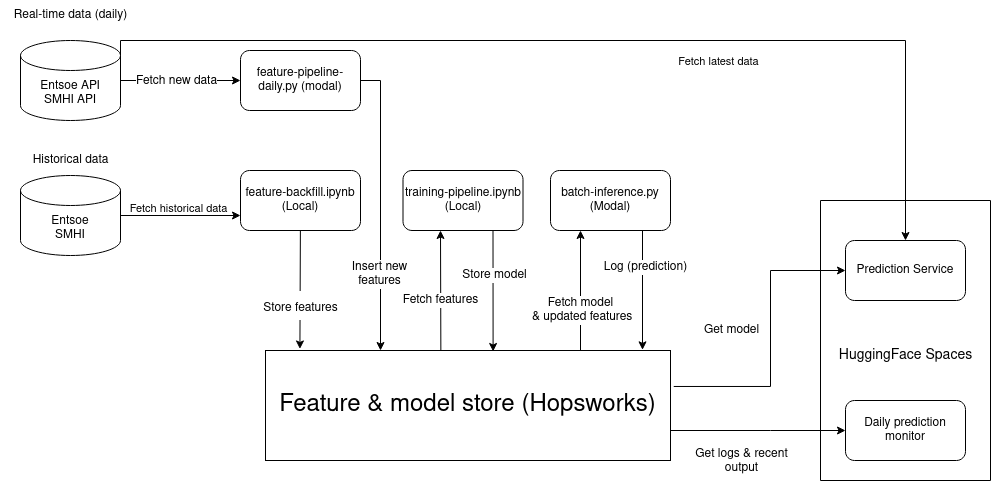 Real-time data (daily)
Entsoe API
SMHI API
Fetch new data
feature-pipeline-
daily.py (modal)
Fetch latest data
Historical data
Entsoe
SMHI
Fetch historical data
feature-backfill.ipynb
(Local)
training-pipeline.ipynb
(Local)
batch-inference.py
(Modal)
Store features
Insert new
features
Fetch features
Store model
Fetch model
& updated features
Log (prediction)
Prediction Service
Get model
HuggingFace Spaces
Feature & model store (Hopsworks)
Daily prediction
monitor
Get logs & recent
output